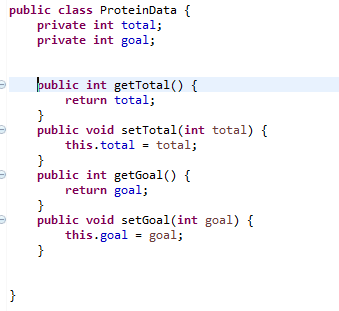 public class ProteinData {
    private int total;
    private int goal;
    public int getTotal() {
        return total;
    }
    public void setTotal(int total) {
        this.total = total;
    }
    public int getGoal() {
        return goal;
    }
    public void setGoal(int goal) {
        this.goal = goal;
    }
}